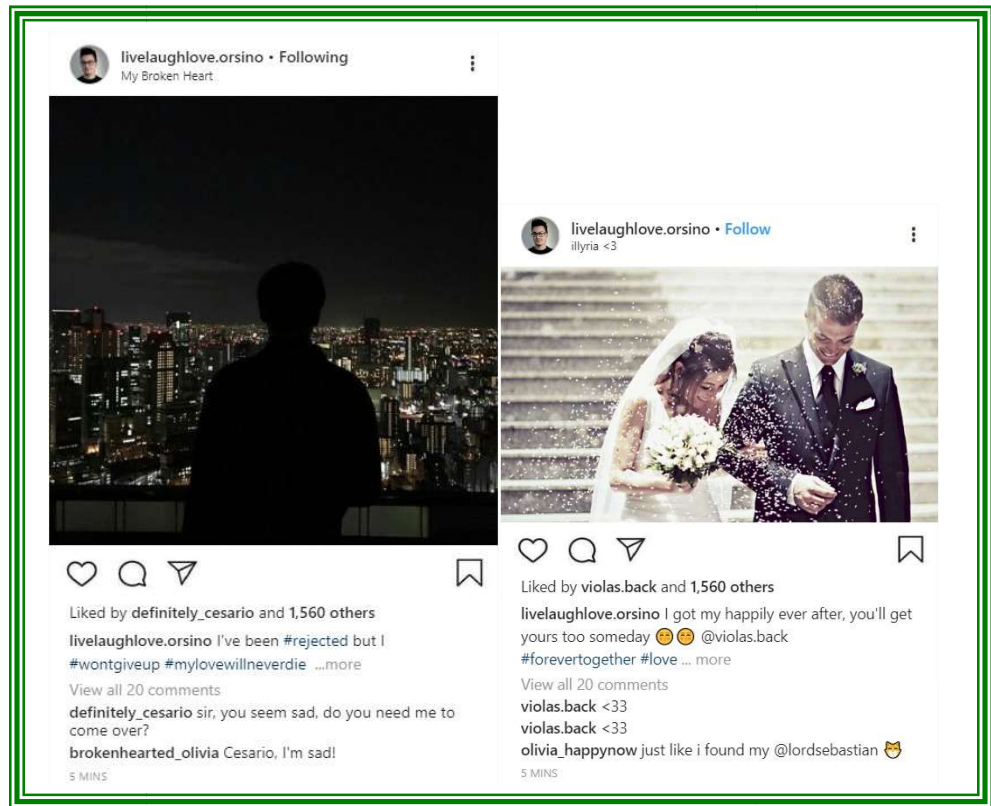 livelaughlove.orsino • Following
My Broken Heart
Liked by definitely_cesario and 1,560 others
livelaughlove.orsino I've been #rejected but I
#wontgiveup #mylovewillneverdie ...more
View all 20 comments
definitely_cesario sir, you seem sad, do you need me to
come over?
brokenhearted_olivia Cesario, I'm sad!
5 MINS
livelaughlove.orsino • Follow
illyria <3
Liked by violas.back and 1,560 others
livelaughlove.orsino I got my happily ever after, you'll get
yours too someday 😊😊 @violas.back
#forevertogether #love ... more
View all 20 comments
violas.back <33
violas.back <33
olivia_happynow just like i found my @lordsebastian 😁
5 MINS